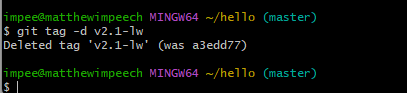 impee@matthewimpeech MINGW64 ~/hello (master)
$ git tag -d v2.1-lw
Deleted tag 'v2.1-lw' (was a3edd77)
impee@matthewimpeech MINGW64 ~/hello (master)
$